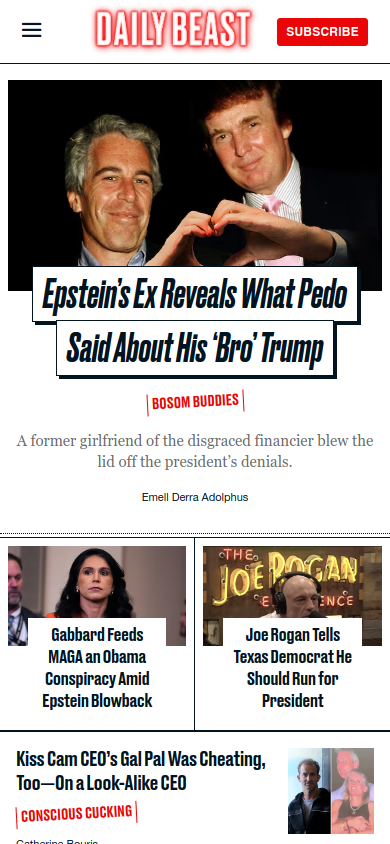 DAILY BEAST
SUBSCRIBE
Epstein's Ex Reveals What Pedo
Said About His 'Bro' Trump
BOSOM BUDDIES
A former girlfriend of the disgraced financier blew the
lid off the president's denials.
Emell Derra Adolphus
Gabbard Feeds
MAGA an Obama
Conspiracy Amid
Epstein Blowback
THE
JOE ROGAN
EXPERIENCE
Joe Rogan Tells
Texas Democrat He
Should Run for
President
Kiss Cam CEO's Gal Pal Was Cheating,
Too—On a Look-Alike CEO
CONSCIOUS CUCKING